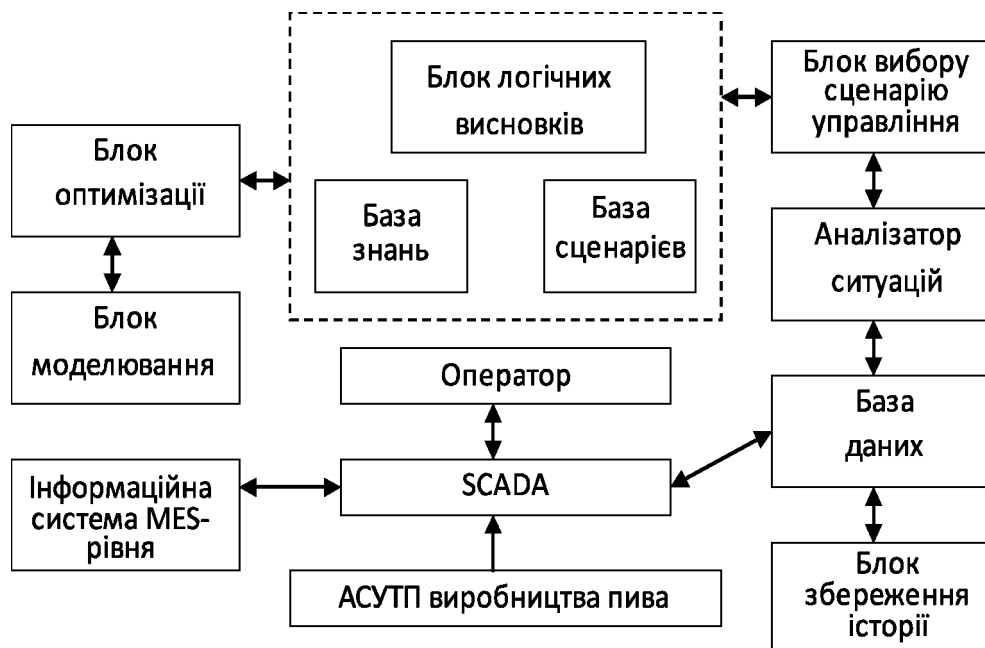 Блок логічних
висновків
База
знань
База
сценаріїв
Блок вибору
сценарію
управління
Блок
оптимізації
Аналізатор
ситуацій
Блок
моделювання
Оператор
База
даних
Інформаційна
система MES-
рівня
SCADA
АСУТП виробництва пива
Блок
збереження
історії